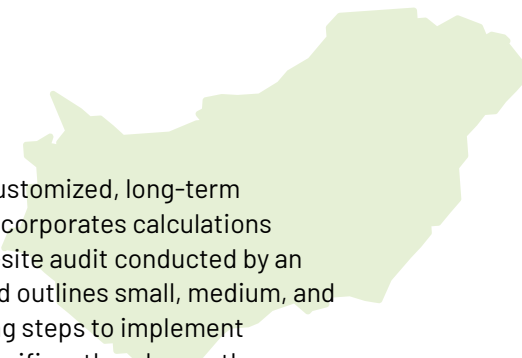 ustomized, long-term
corporates calculations
site audit conducted by an
d outlines small, medium, and
g steps to implement